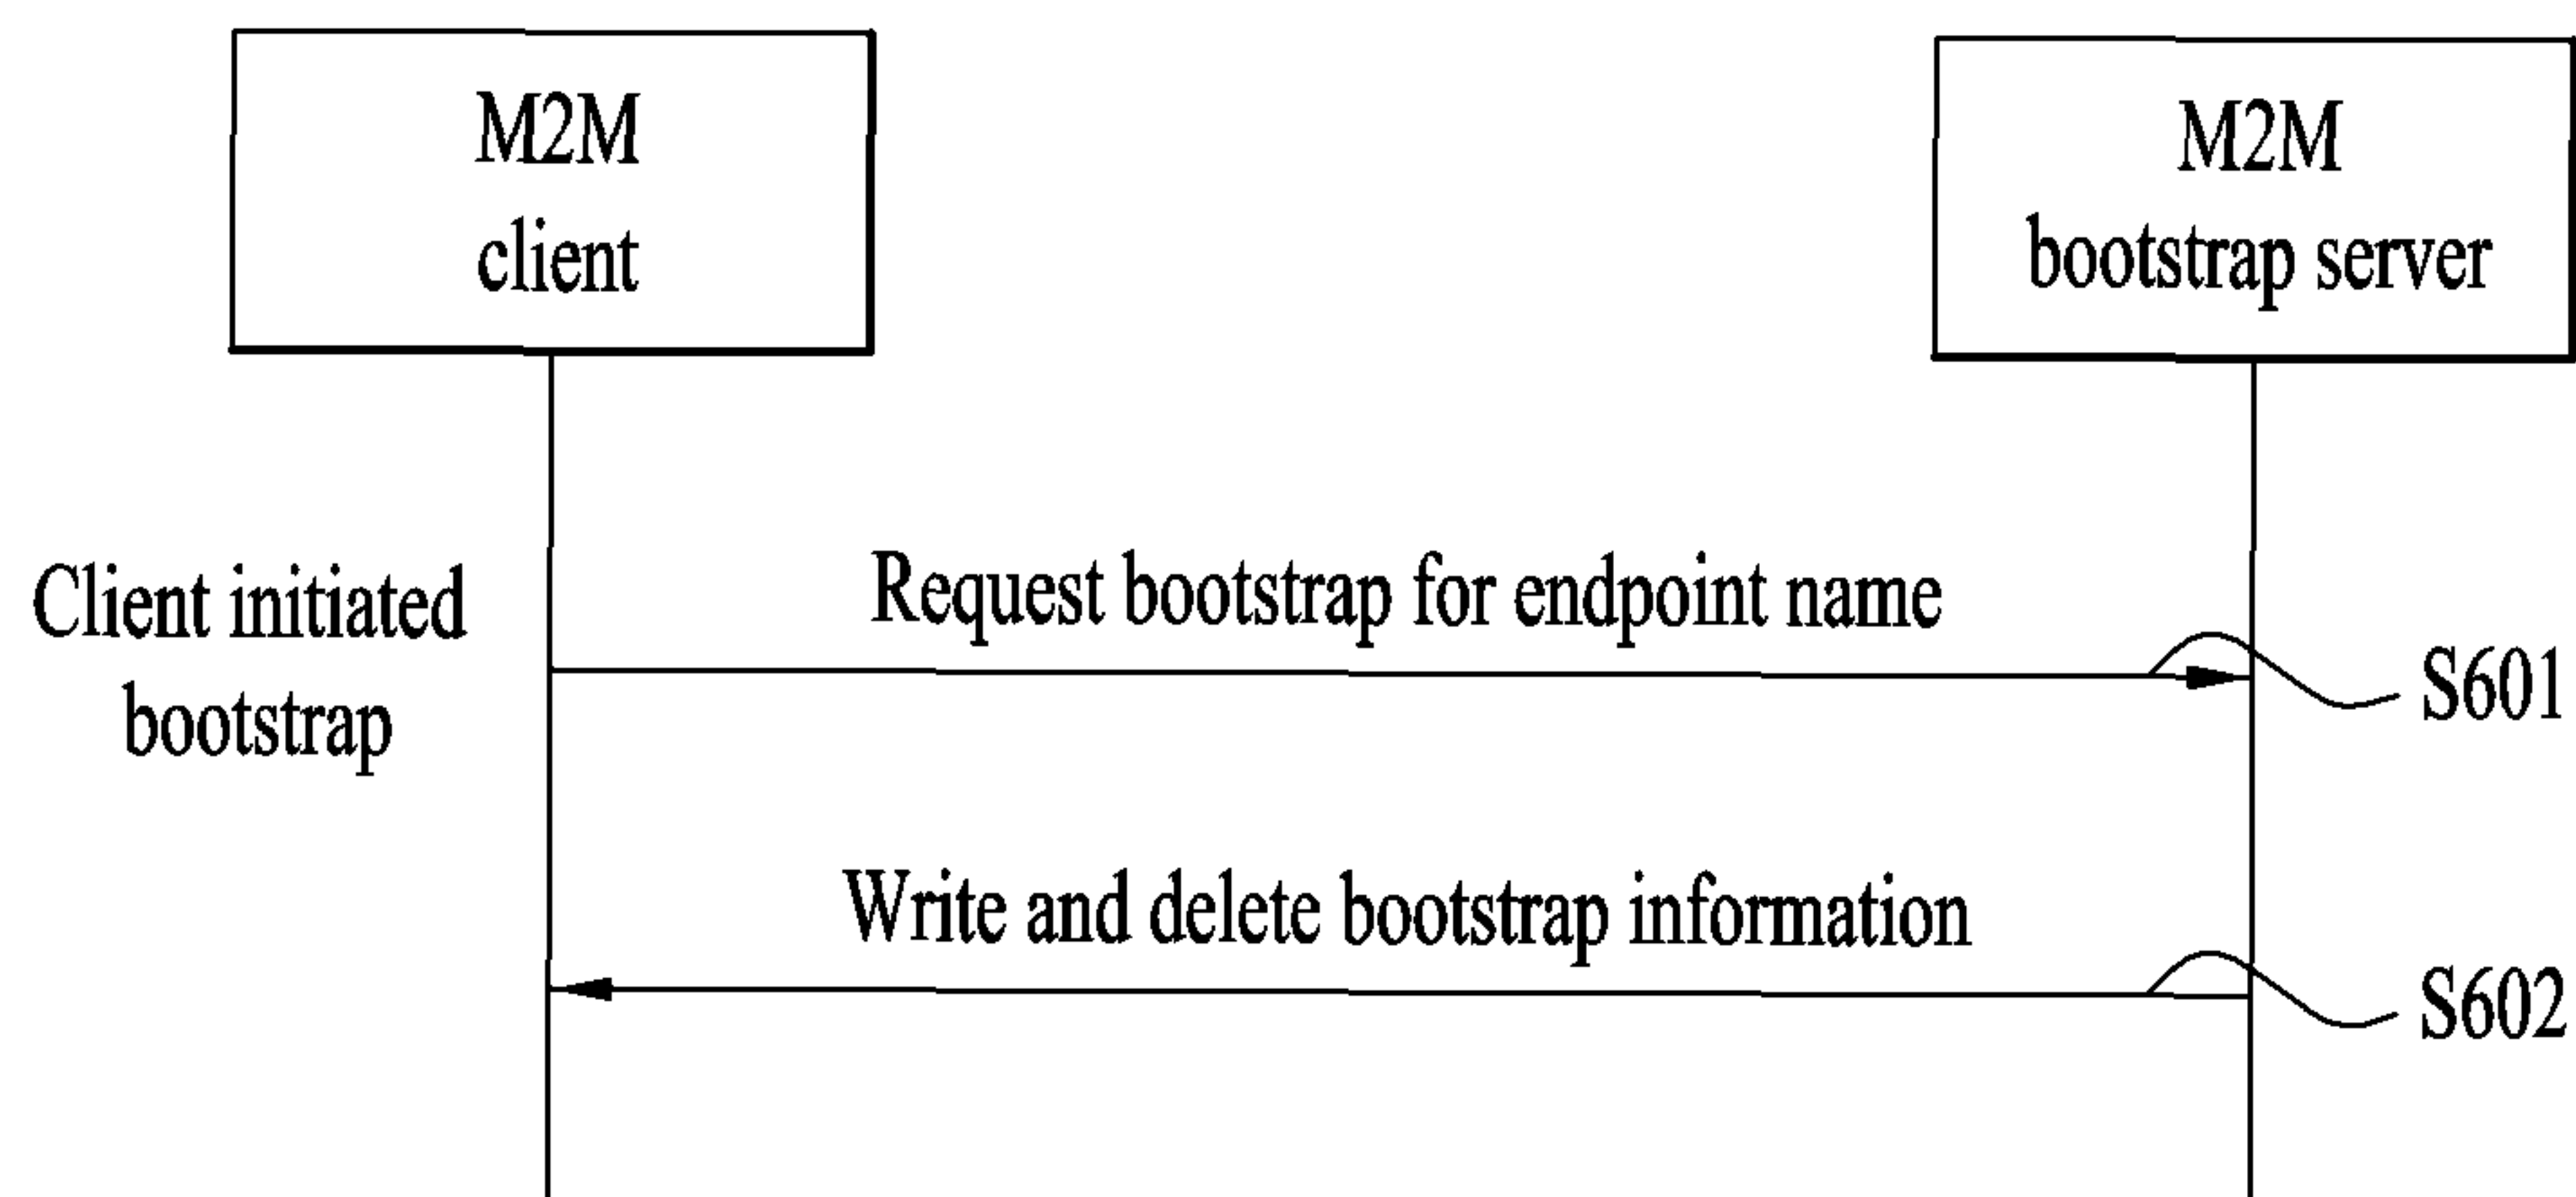 M2M
client
M2M
bootstrap server
Client initiated
bootstrap
Request bootstrap for endpoint name
S601
Write and delete bootstrap information
S602